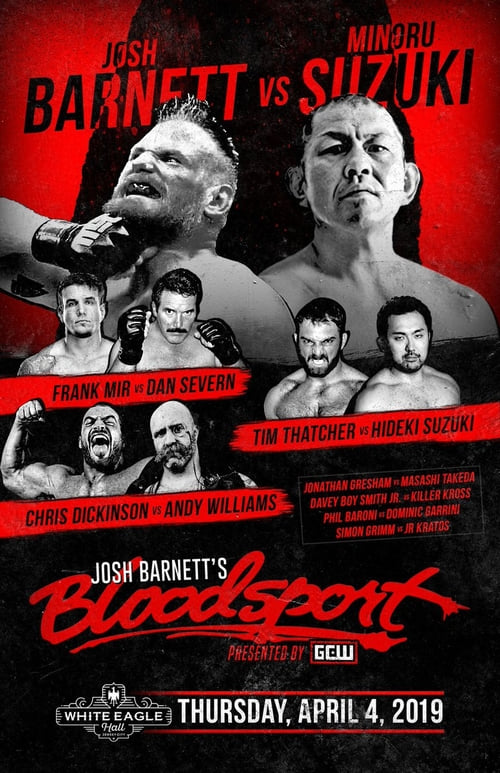 JOSH
BARNETT
VS
MINORU
SUZUKI
FRANK MIR VS DAN SEVERN
TIM THATCHER VS HIDEKI SUZUKI
CHRIS DICKINSON VS ANDY WILLIAMS
JONATHAN GRESHAM VS MASASHI TAKEDA
DAVEY BOY SMITH JR. VS KILLER KROSS
PHIL BARONI VS DOMINIC GARRINI
SIMON GRIMM VS JR KRATOS
JOSH BARNETT'S
Bloodsport
PRESENTED BY GCW
WHITE EAGLE
Hall
JERSEY CITY
THURSDAY, APRIL 4, 2019